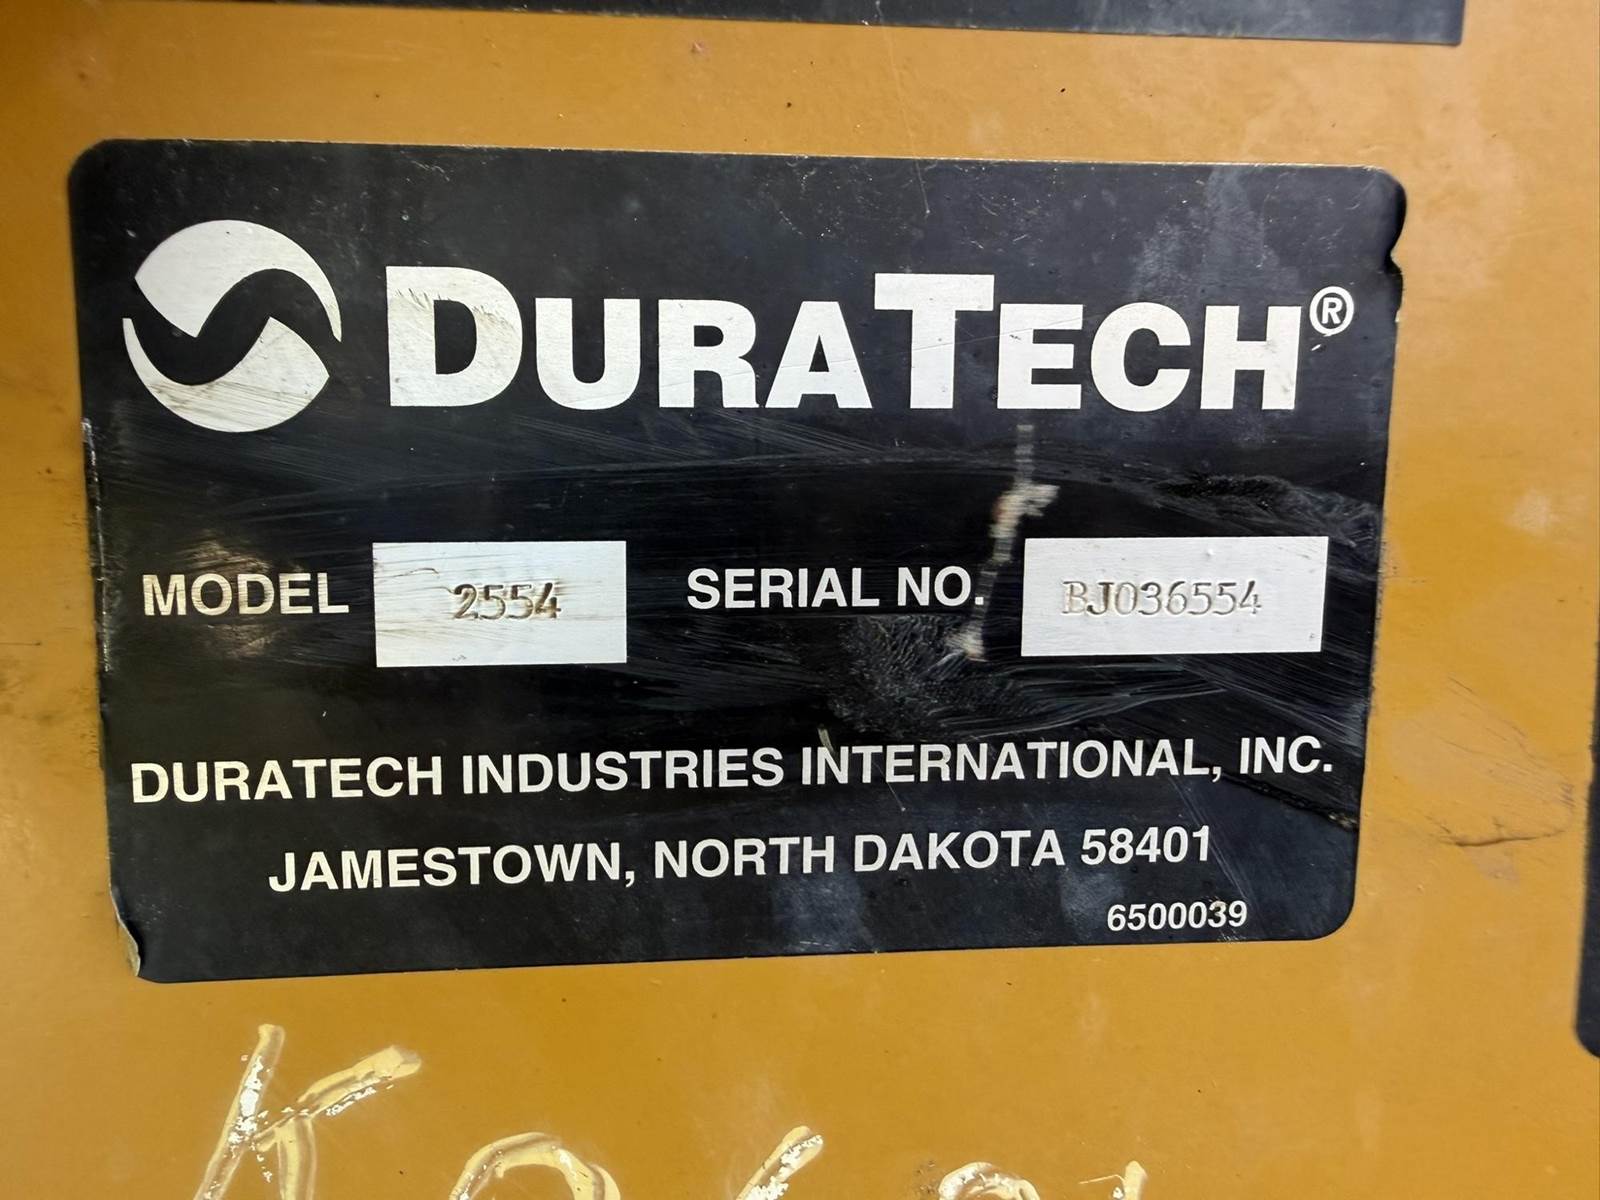 DURATECH®
MODEL 2554 SERIAL NO. BJ036554
DURATECH INDUSTRIES INTERNATIONAL, INC.
JAMESTOWN, NORTH DAKOTA 58401
6500039